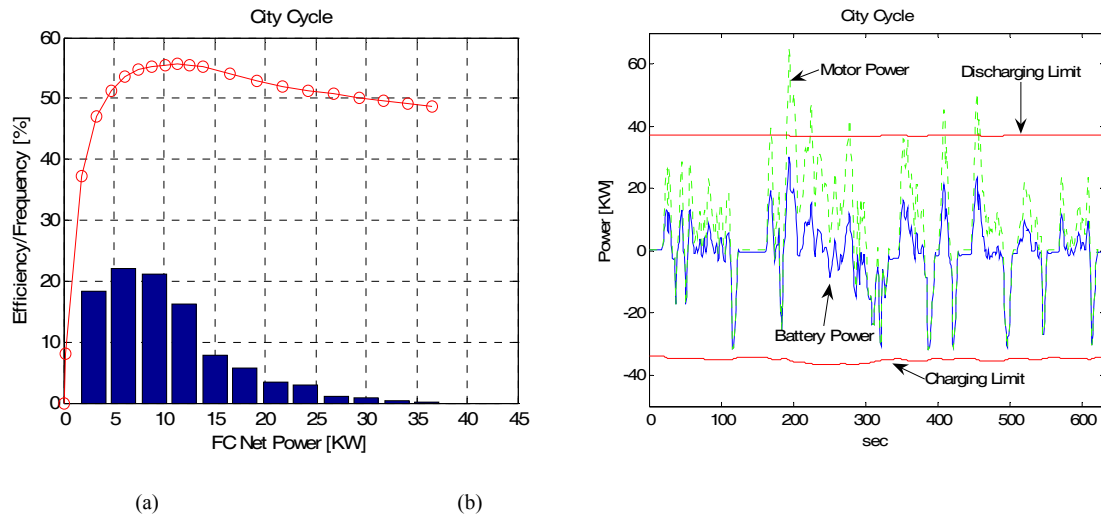 City Cycle
60
50
40
30
20
10
0
Efficiency/Frequency [%]
0 5 10 15 20 25 30 35 40 45
FC Net Power [KW]
City Cycle
60
40
20
0
-20
-40
Power [KW]
Motor Power
Discharging Limit
Battery Power
Charging Limit
0 100 200 300 400 500 600
sec
(a) (b)